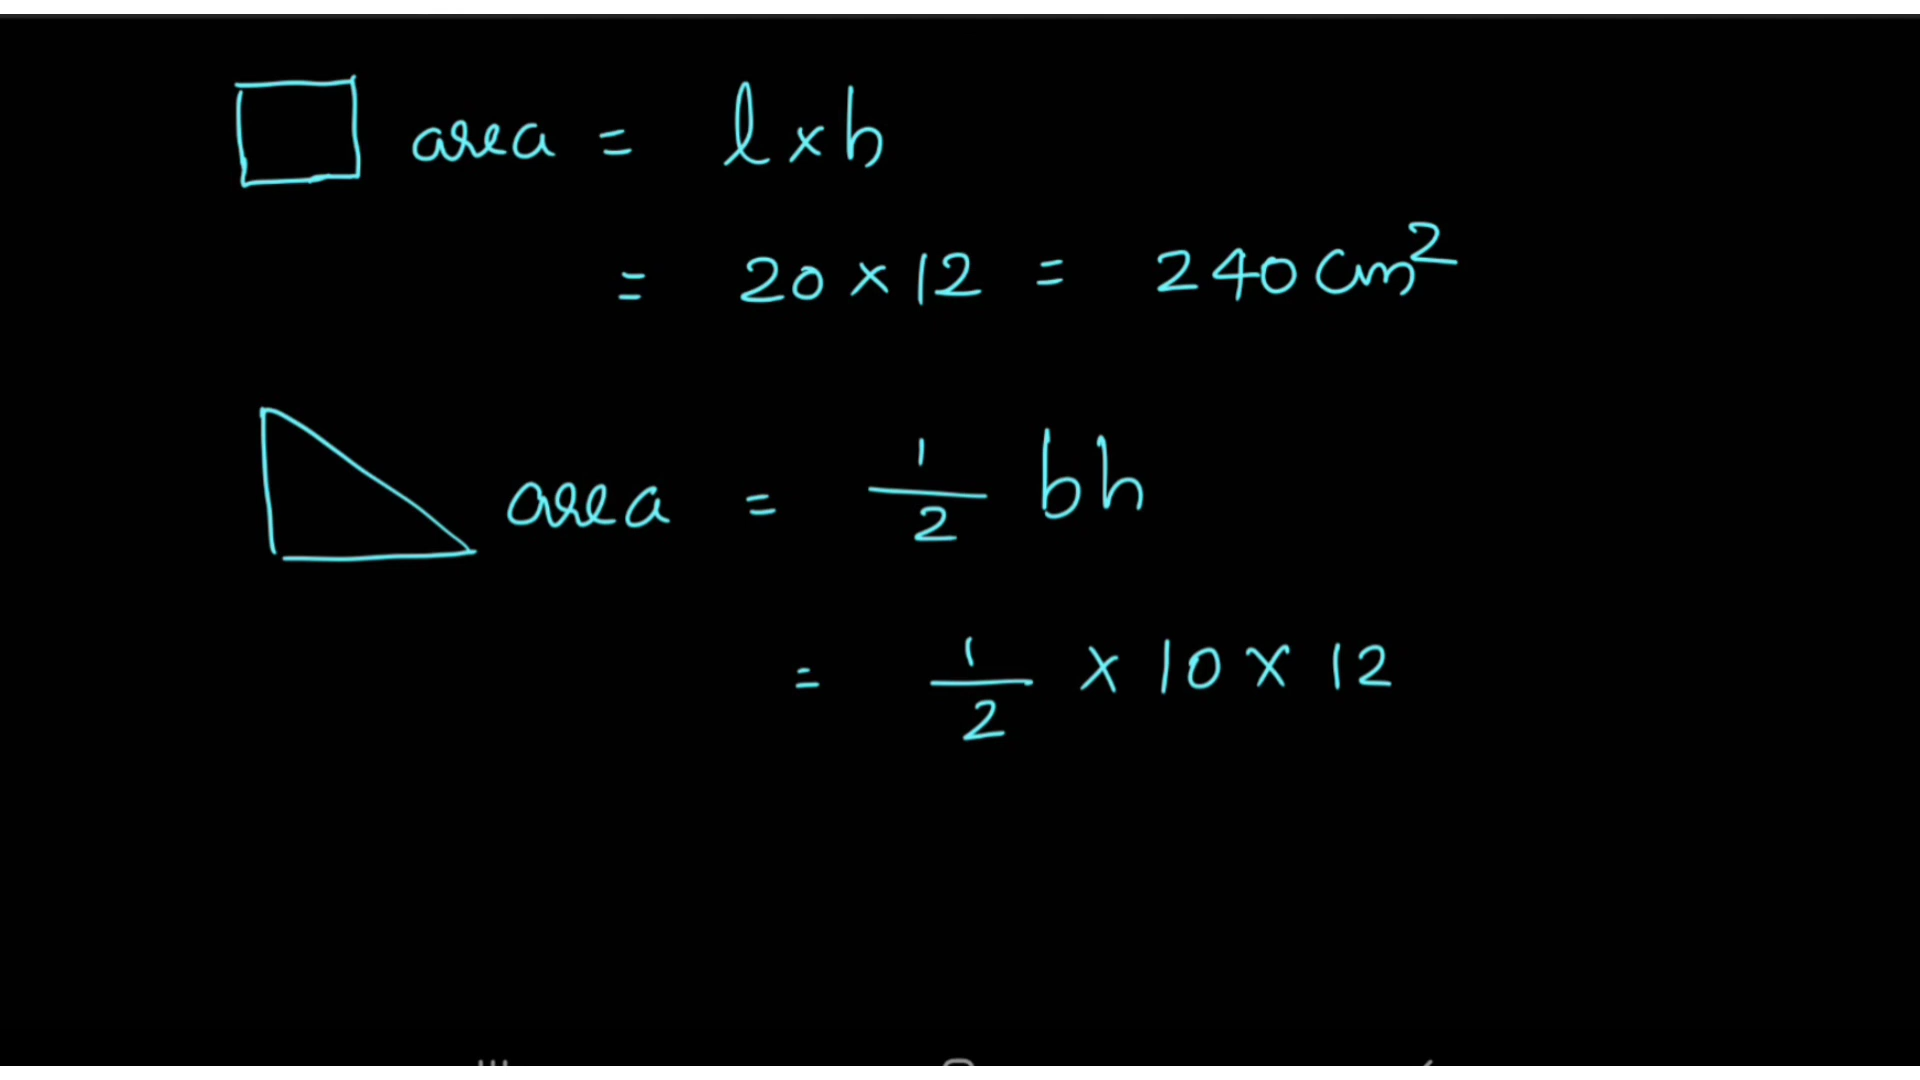 area = l x b
= 20 x 12 = 240 cm²
area = 1/2 bh
= 1/2 x 10 x 12